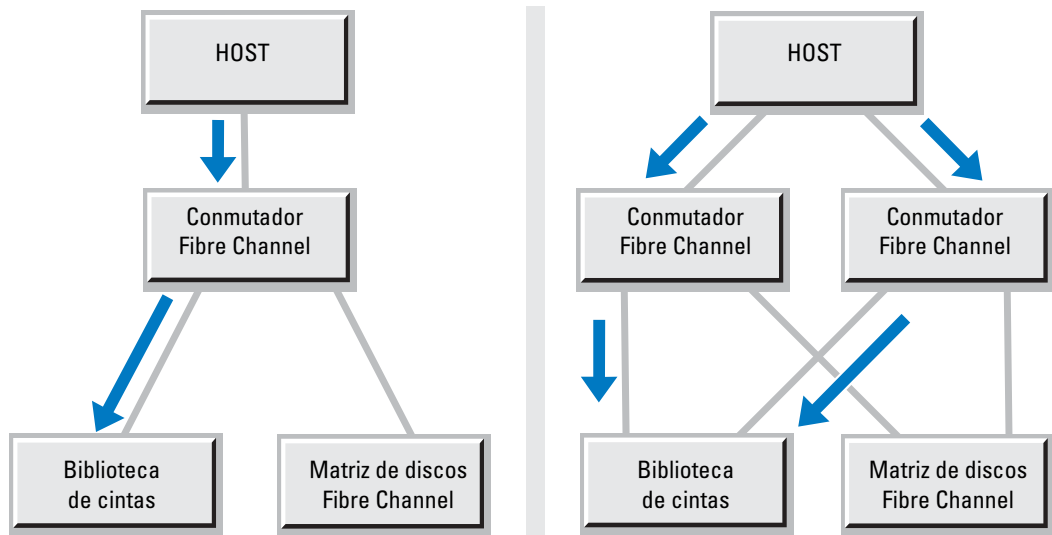 HOST
Conmutador
Fibre Channel
Biblioteca
de cintas
Matriz de discos
Fibre Channel
HOST
Conmutador
Fibre Channel
Conmutador
Fibre Channel
Biblioteca
de cintas
Matriz de discos
Fibre Channel